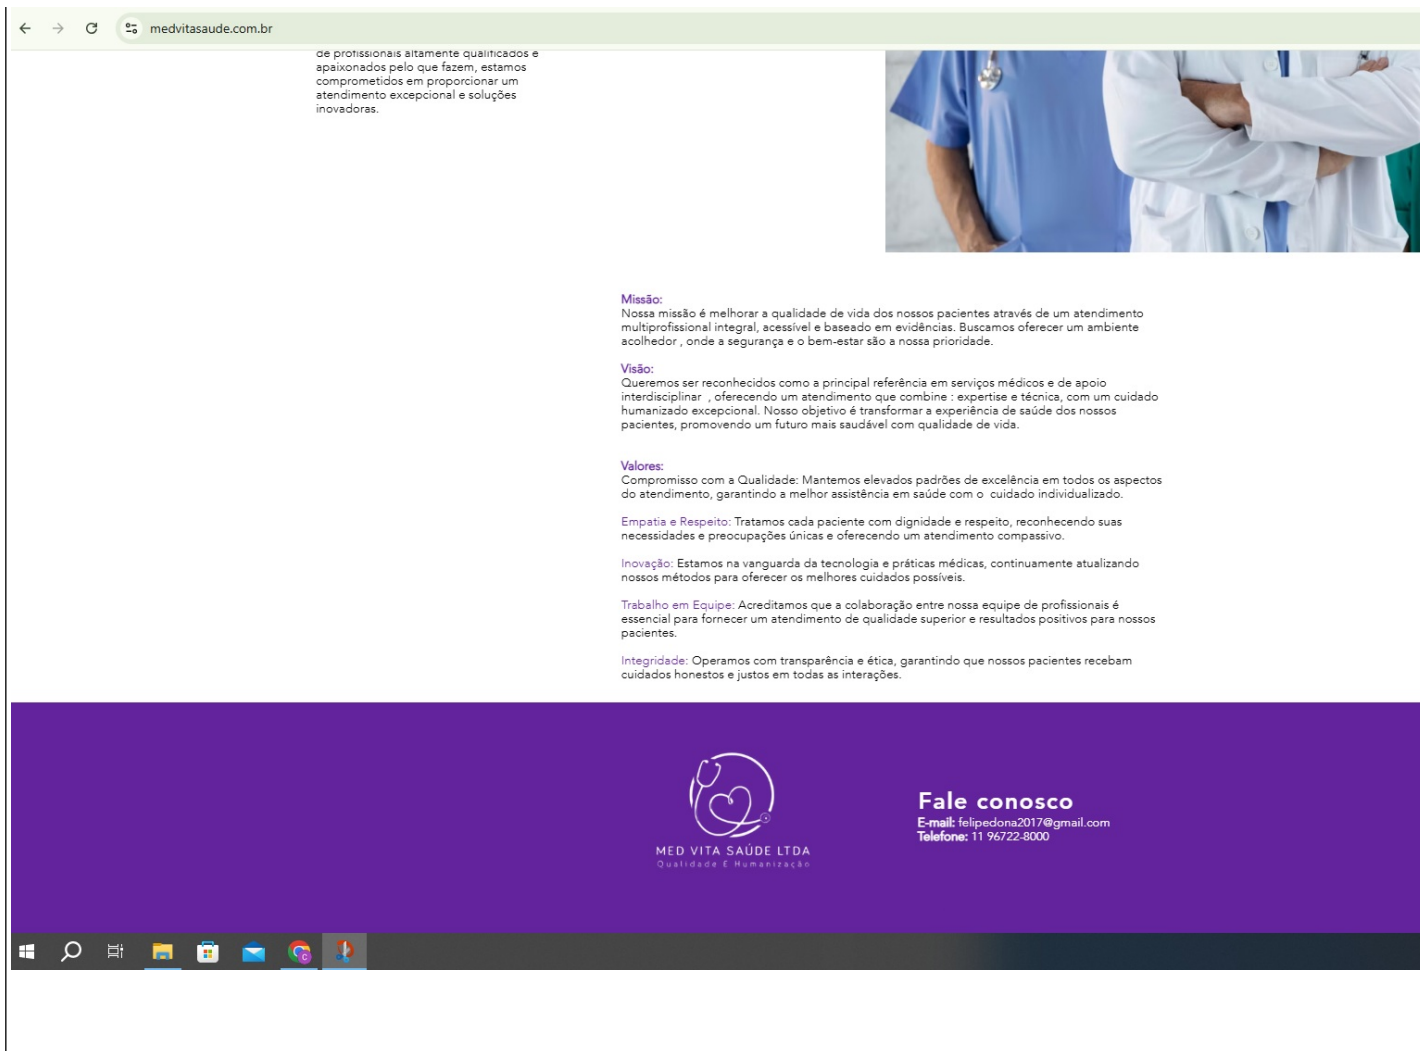 medvitasaude.com.br
de profissionais altamente qualificados e
apaixonados pelo que fazem, estamos
comprometidos em proporcionar um
atendimento excepcional e soluções
inovadoras.
Missão:
Nossa missão é melhorar a qualidade de vida dos nossos pacientes através de um atendimento
multiprofissional integral, acessível e baseado em evidências. Buscamos oferecer um ambiente
acolhedor , onde a segurança e o bem-estar são a nossa prioridade.
Visão:
Queremos ser reconhecidos como a principal referência em serviços médicos e de apoio
interdisciplinar  , oferecendo um atendimento que combine : expertise e técnica, com um cuidado
humanizado excepcional. Nosso objetivo é transformar a experiência de saúde dos nossos
pacientes, promovendo um futuro mais saudável com qualidade de vida.
Valores:
Compromisso com a Qualidade: Mantemos elevados padrões de excelência em todos os aspectos
do atendimento, garantindo a melhor assistência em saúde com o  cuidado individualizado.
Empatia e Respeito: Tratamos cada paciente com dignidade e respeito, reconhecendo suas
necessidades e preocupações únicas e oferecendo um atendimento compassivo.
Inovação: Estamos na vanguarda da tecnologia e práticas médicas, continuamente atualizando
nossos métodos para oferecer os melhores cuidados possíveis.
Trabalho em Equipe: Acreditamos que a colaboração entre nossa equipe de profissionais é
essencial para fornecer um atendimento de qualidade superior e resultados positivos para nossos
pacientes.
Integridade: Operamos com transparência e ética, garantindo que nossos pacientes recebam
cuidados honestos e justos em todas as interações.
MED VITA SAÚDE LTDA
Qualidade E Humanização
Fale conosco
E-mail: felipedona2017@gmail.com
Telefone: 11 96722-8000